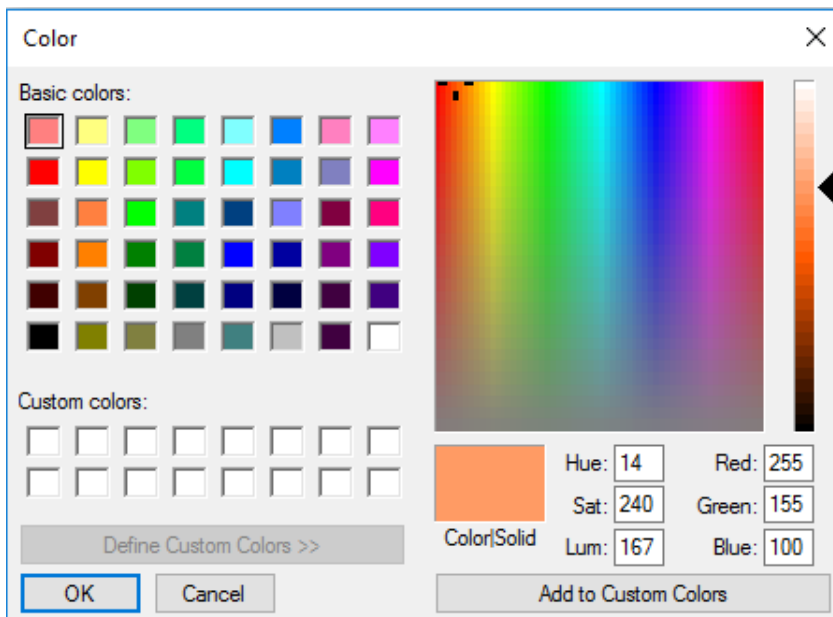 Color
Basic colors:
Custom colors:
Define Custom Colors >>
OK Cancel
Color|Solid
Hue: 14 Red: 255
Sat: 240 Green: 155
Lum: 167 Blue: 100
Add to Custom Colors